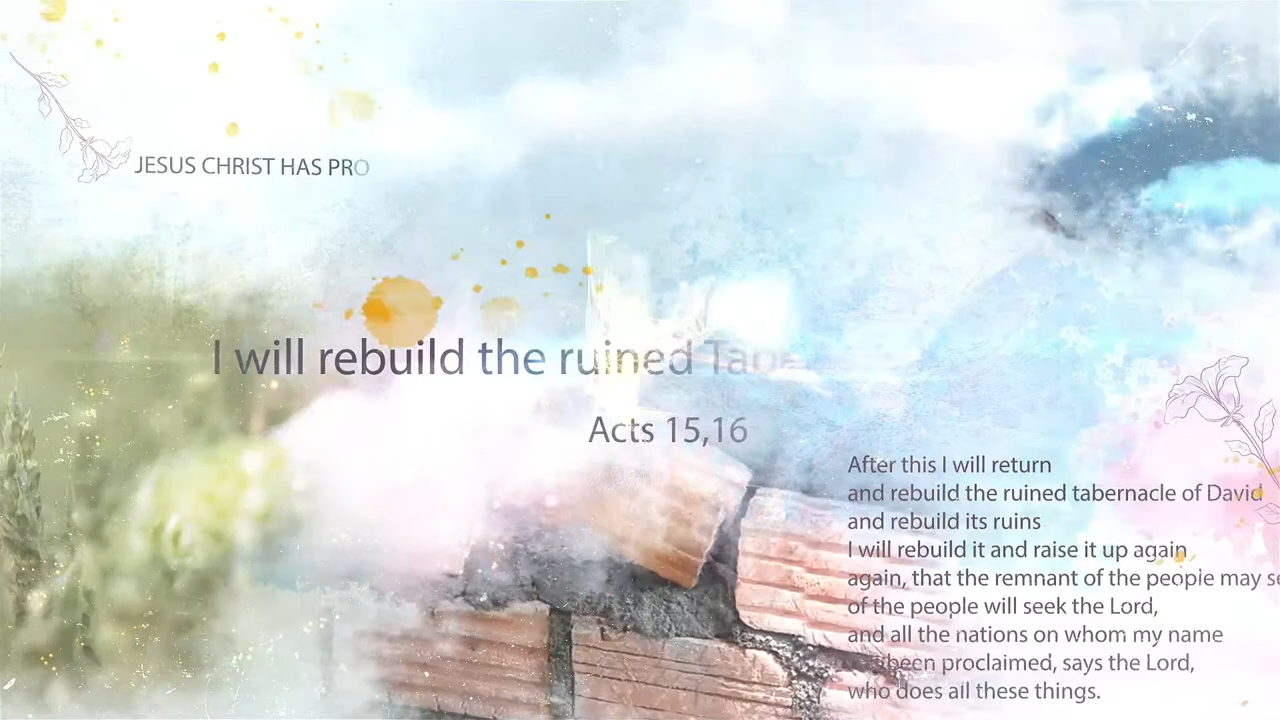 JESUS CHRIST HAS PRO
I will rebuild the ruined Tabe
Acts 15,16
After this I will return
and rebuild the ruined tabernacle of David
and rebuild its ruins
I will rebuild it and raise it up again
again, that the remnant of the people may se
of the people will seek the Lord,
and all the nations on whom my name
been proclaimed, says the Lord,
who does all these things.